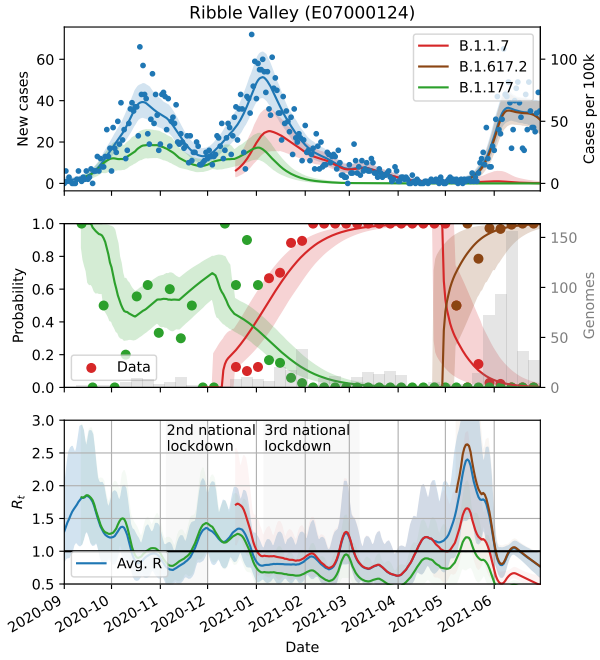 Ribble Valley (E07000124)
New cases
60
40
20
0
B.1.1.7
B.1.617.2
B.1.177
100
50
0
Cases per 100k
Probability
1.0
0.8
0.6
0.4
0.2
0.0
Data
150
100
50
0
Genomes
R_t
3.0
2.5
2.0
1.5
1.0
0.5
2nd national
lockdown
3rd national
lockdown
Avg. R
2020-09
2020-10
2020-11
2020-12
2021-01
2021-02
2021-03
2021-04
2021-05
2021-06
Date